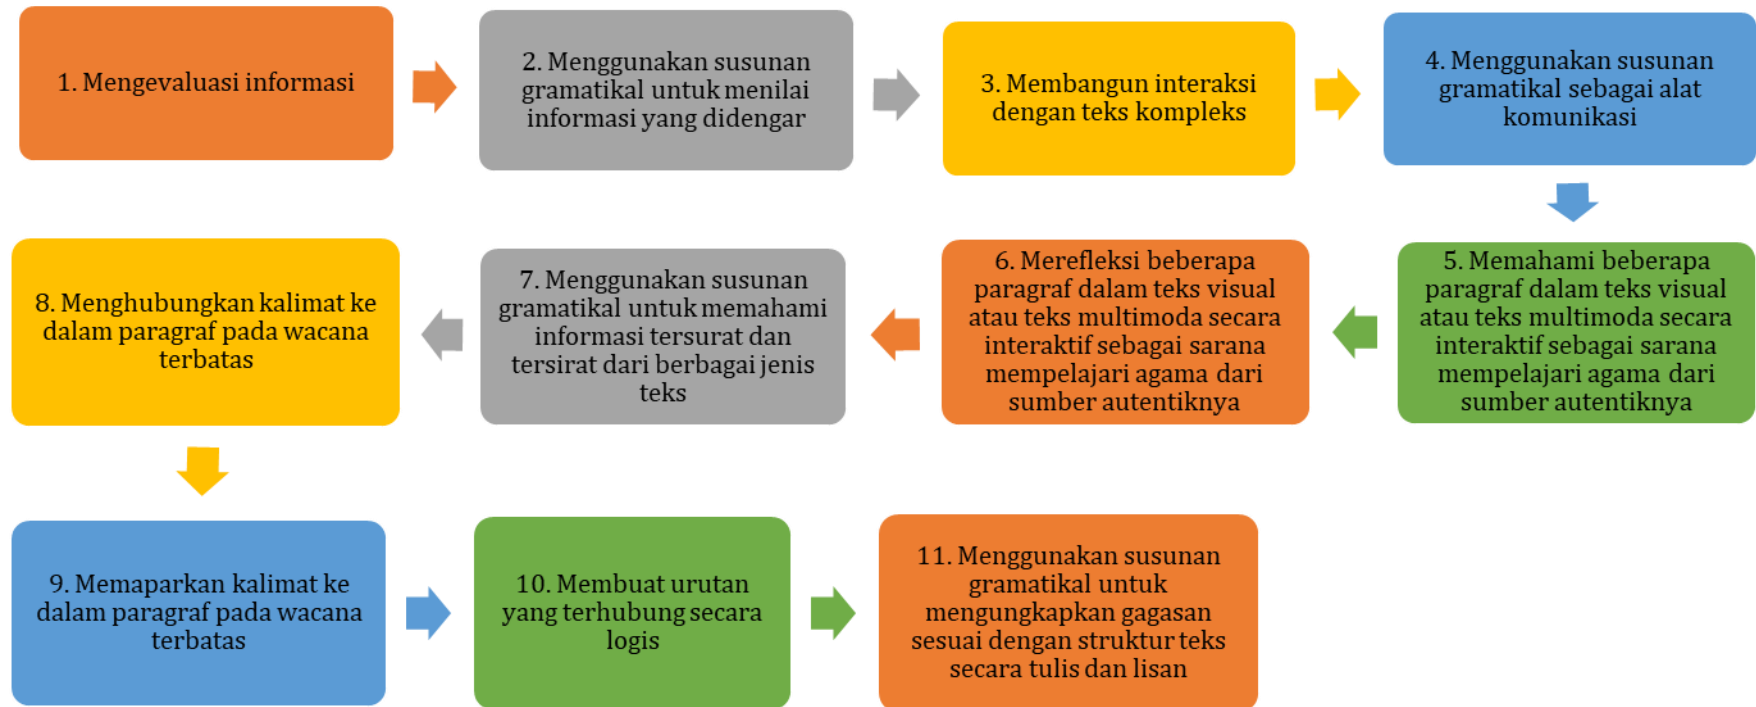 1. Mengevaluasi informasi
2. Menggunakan susunan
gramatikal untuk menilai
informasi yang didengar
3. Membangun interaksi
dengan teks kompleks
4. Menggunakan susunan
gramatikal sebagai alat
komunikasi
5. Memahami beberapa
paragraf dalam teks visual
atau teks multimoda secara
interaktif sebagai sarana
mempelajari agama dari
sumber autentiknya
6. Merefleksi beberapa
paragraf dalam teks visual
atau teks multimoda secara
interaktif sebagai sarana
mempelajari agama dari
sumber autentiknya
7. Menggunakan susunan
gramatikal untuk memahami
informasi tersurat dan
tersirat dari berbagai jenis
teks
8. Menghubungkan kalimat ke
dalam paragraf pada wacana
terbatas
9. Memaparkan kalimat ke
dalam paragraf pada wacana
terbatas
10. Membuat urutan
yang terhubung secara
logis
11. Menggunakan susunan
gramatikal untuk
mengungkapkan gagasan
sesuai dengan struktur teks
secara tulis dan lisan